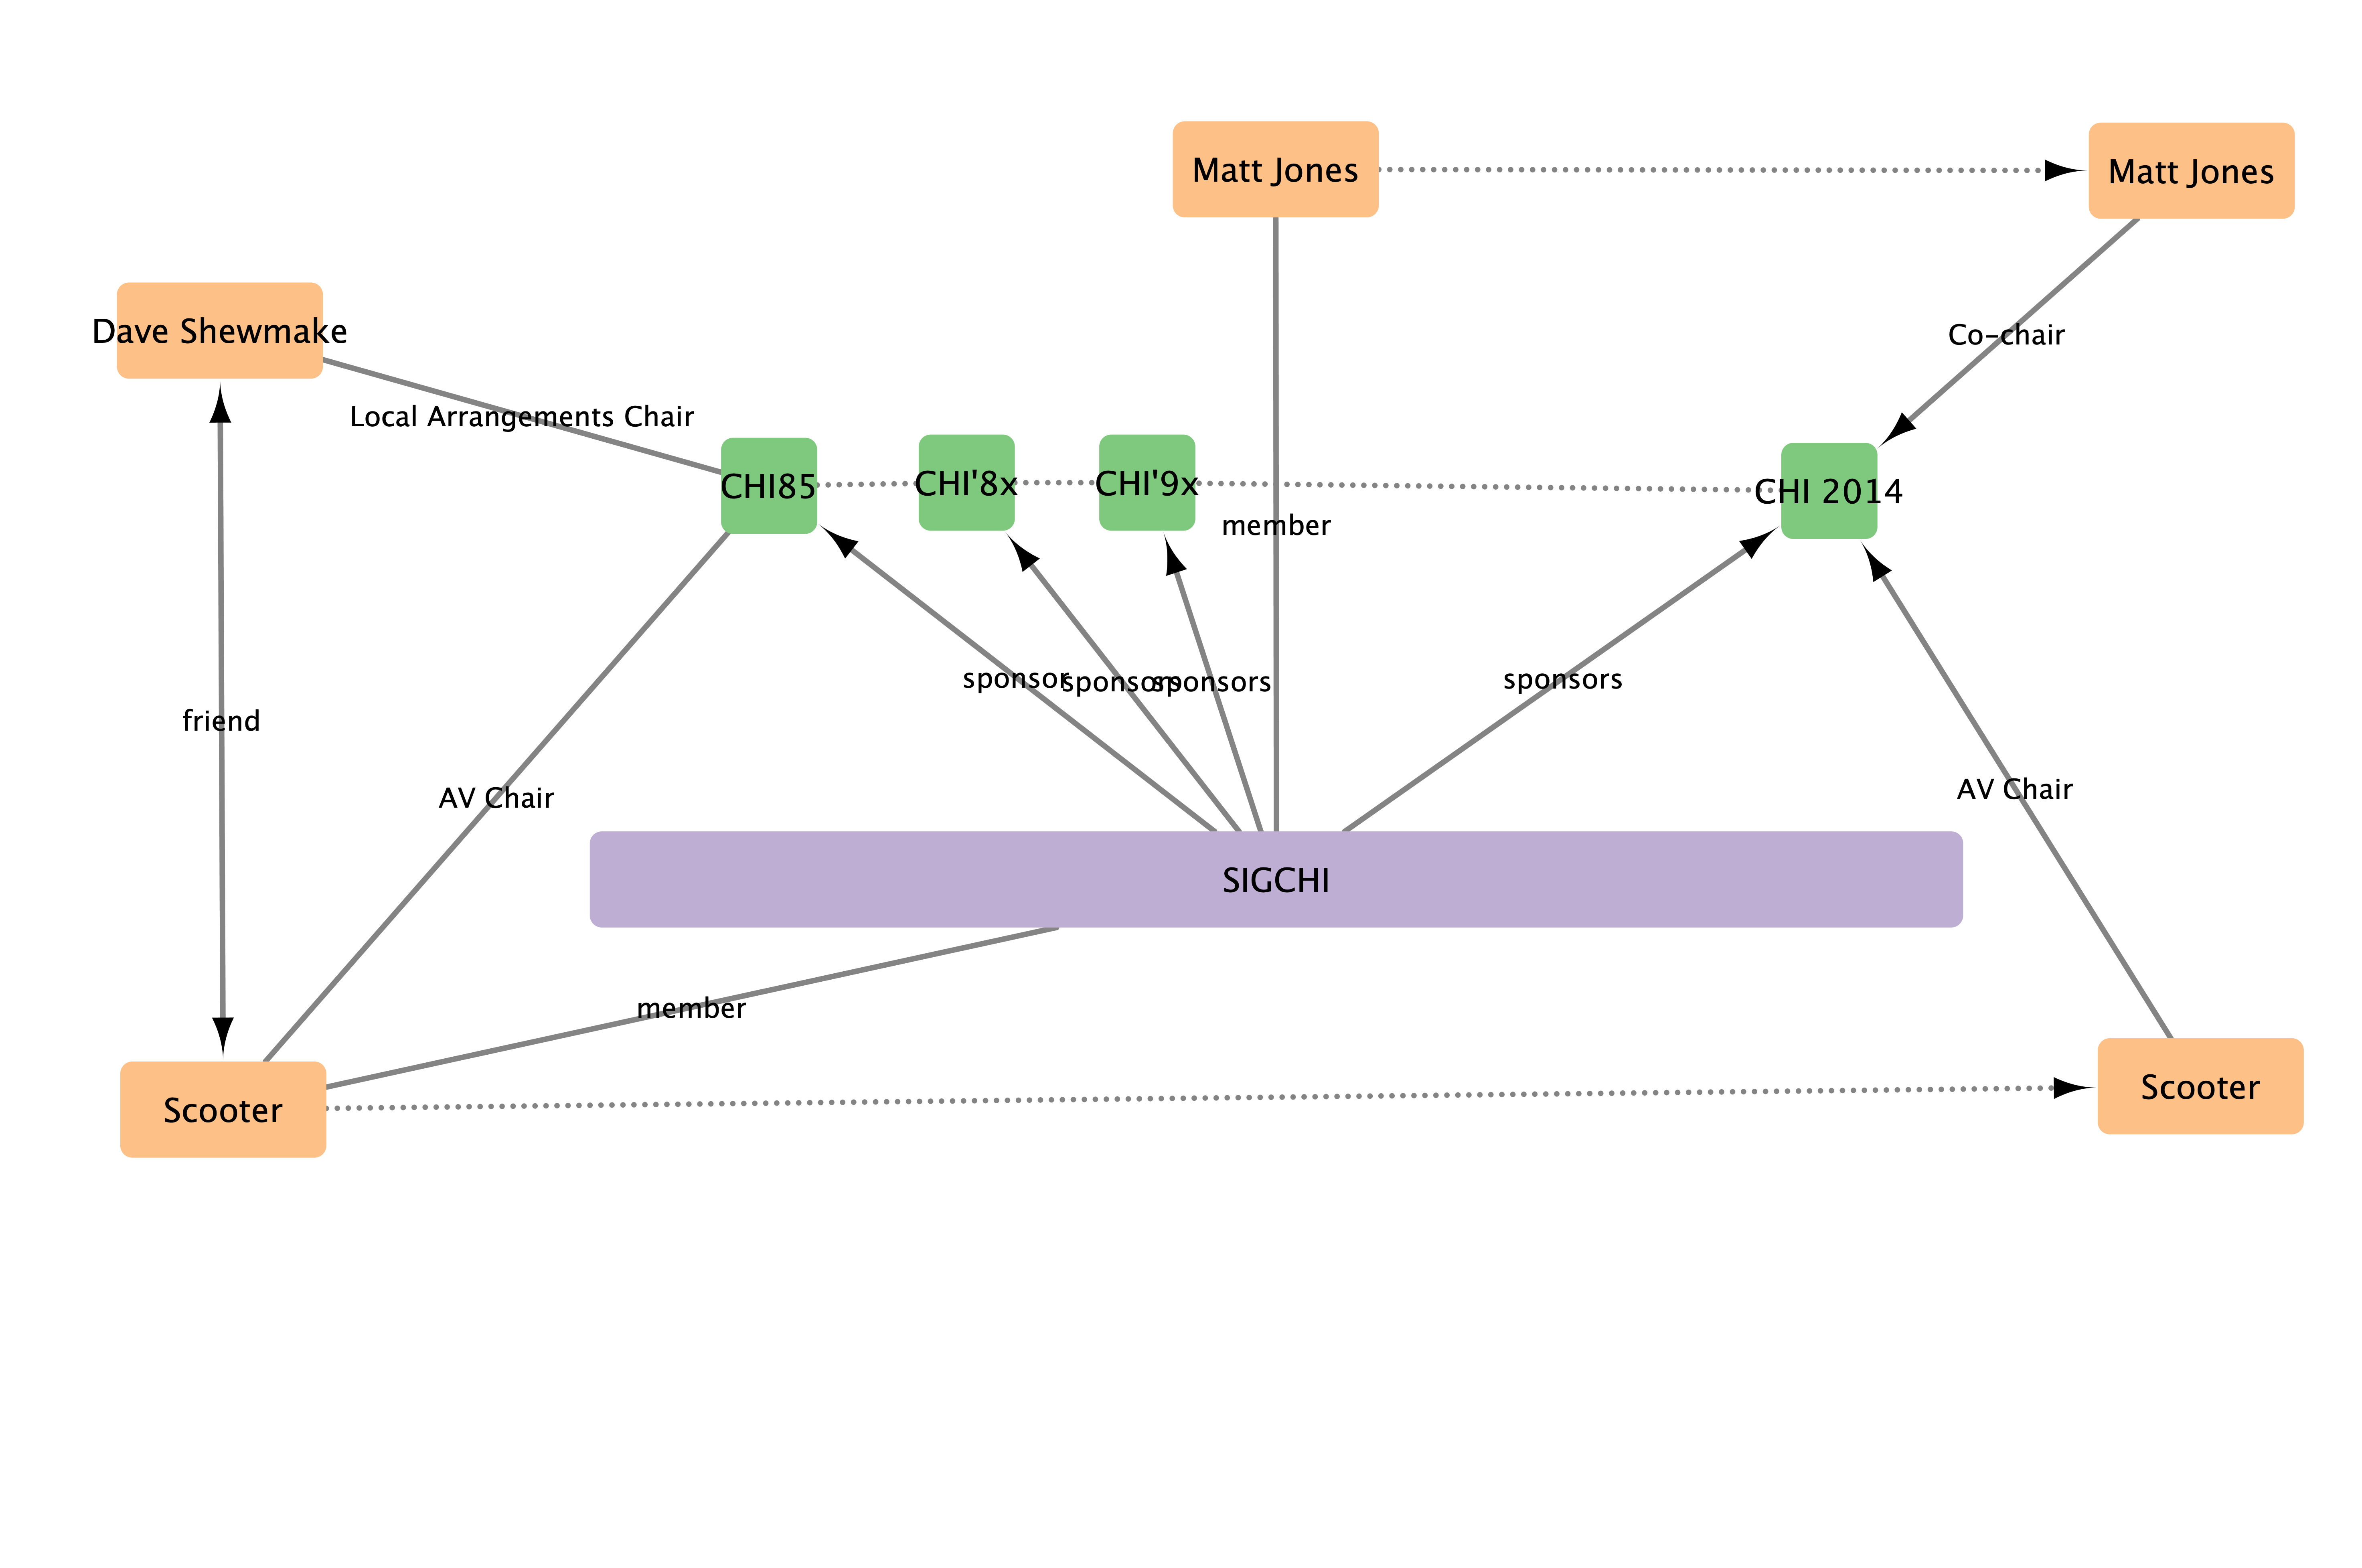 Matt Jones
Matt Jones
Dave Shewmake
Co-chair
Local Arrangements Chair
CHI85
CHI'8x
CHI'9x
CHI 2014
member
sponsor
sponsors
sponsors
sponsors
friend
AV Chair
AV Chair
SIGCHI
member
Scooter
Scooter